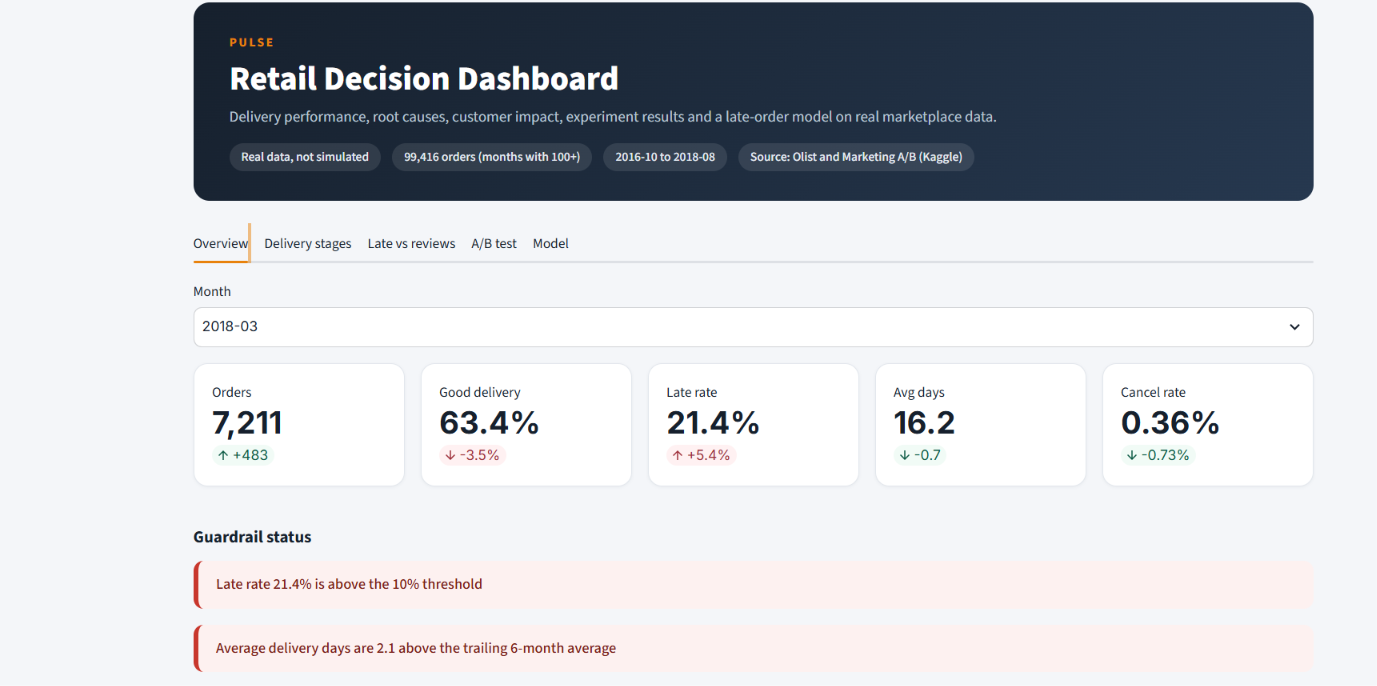 PULSE
Retail Decision Dashboard
Delivery performance, root causes, customer impact, experiment results and a late-order model on real marketplace data.
Real data, not simulated
99,416 orders (months with 100+)
2016-10 to 2018-08
Source: Olist and Marketing A/B (Kaggle)
Overview
Delivery stages
Late vs reviews
A/B test
Model
Month
2018-03
Orders
7,211
↑ +483
Good delivery
63.4%
↓ -3.5%
Late rate
21.4%
↑ +5.4%
Avg days
16.2
↓ -0.7
Cancel rate
0.36%
↓ -0.73%
Guardrail status
Late rate 21.4% is above the 10% threshold
Average delivery days are 2.1 above the trailing 6-month average